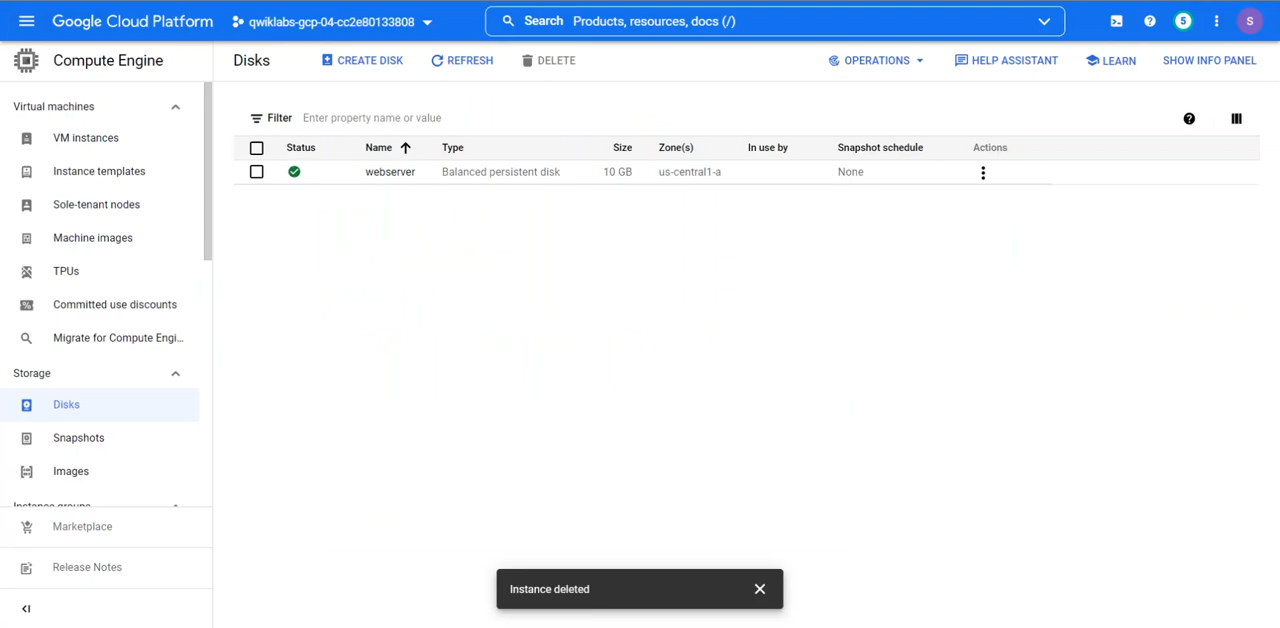 Google Cloud Platform qwiklabs-gcp-04-cc2e80133808 Search Products, resources, docs (/) 5 S
Compute Engine
Disks CREATE DISK REFRESH DELETE OPERATIONS HELP ASSISTANT LEARN SHOW INFO PANEL
Virtual machines
VM instances
Instance templates
Sole-tenant nodes
Machine images
TPUs
Committed use discounts
Migrate for Compute Engi...
Storage
Disks
Snapshots
Images
Instance groups
Marketplace
Release Notes
Filter Enter property name or value
Status Name Type Size Zone(s) In use by Snapshot schedule Actions
webserver Balanced persistent disk 10 GB us-central1-a None
Instance deleted